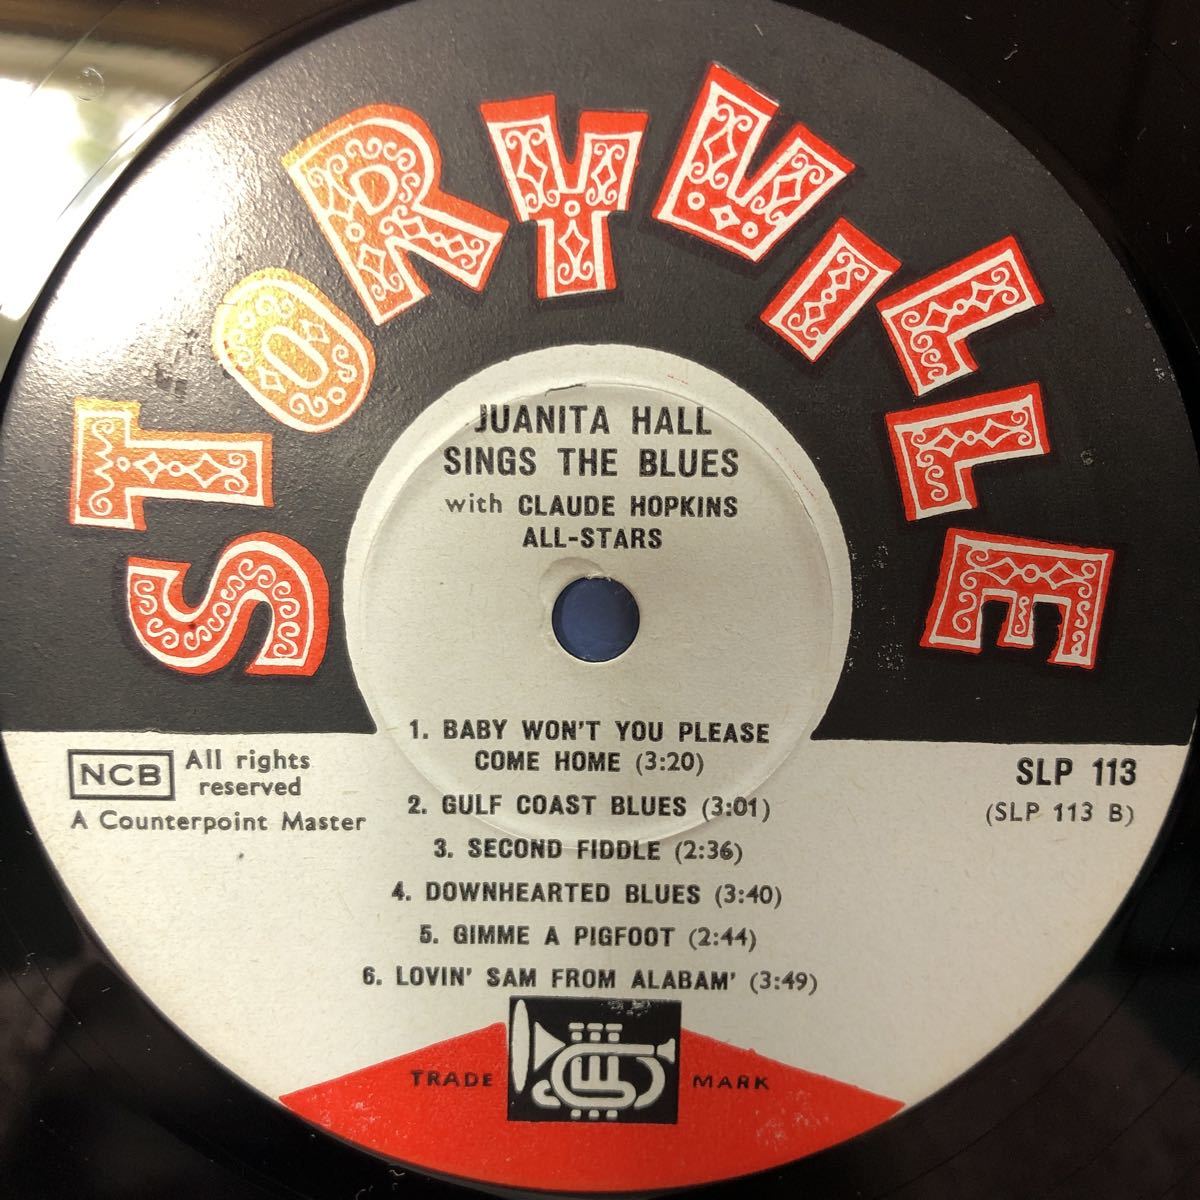 STORYVILLE
JUANITA HALL
SINGS THE BLUES
with CLAUDE HOPKINS
ALL-STARS
1. BABY WON'T YOU PLEASE
COME HOME (3:20)
2. GULF COAST BLUES (3:01)
3. SECOND FIDDLE (2:36)
4. DOWNHEARTED BLUES (3:40)
5. GIMME A PIGFOOT (2:44)
6. LOVIN' SAM FROM ALABAM' (3:49)
NCB
All rights
reserved
A Counterpoint Master
SLP 113
(SLP 113 B)
TRADE MARK